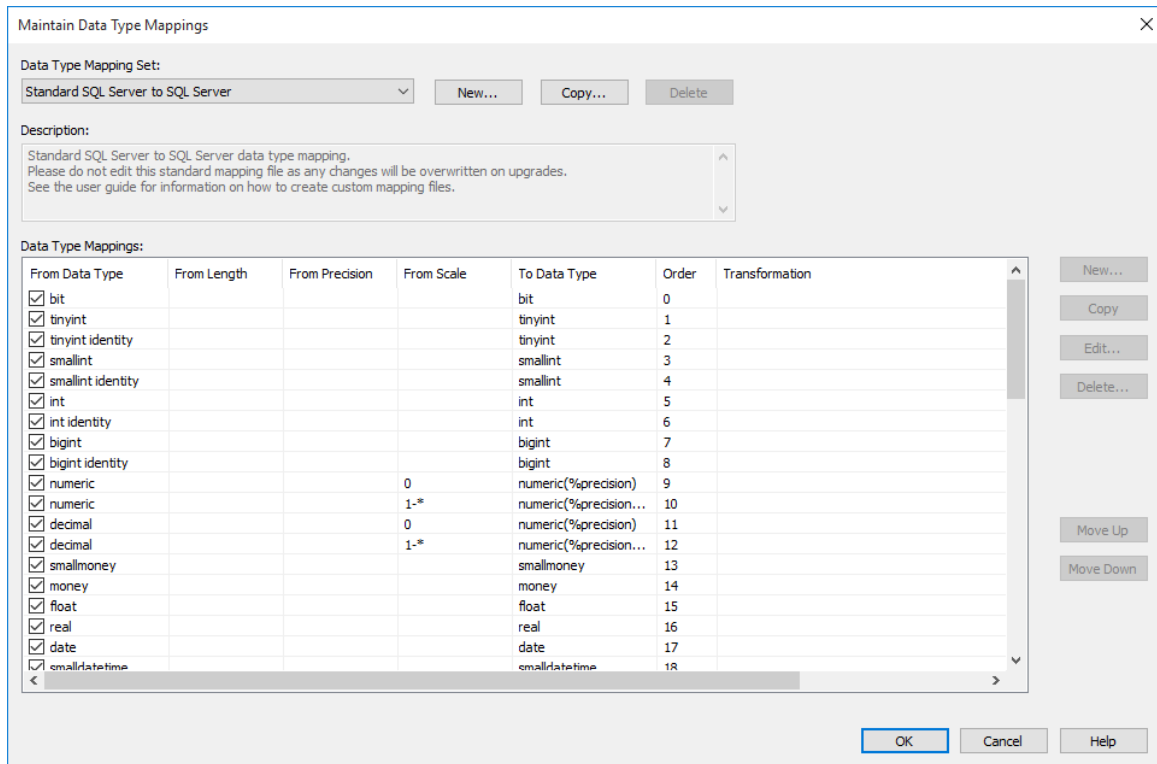 Maintain Data Type Mappings
Data Type Mapping Set:
Standard SQL Server to SQL Server New... Copy... Delete
Description:
Standard SQL Server to SQL Server data type mapping.
Please do not edit this standard mapping file as any changes will be overwritten on upgrades.
See the user guide for information on how to create custom mapping files.
Data Type Mappings:
From Data Type From Length From Precision From Scale To Data Type Order Transformation
bit bit 0
tinyint tinyint 1
tinyint identity tinyint 2
smallint smallint 3
smallint identity smallint 4
int int 5
int identity int 6
bigint bigint 7
bigint identity bigint 8
numeric 0 numeric(%precision) 9
numeric 1-* numeric(%precision... 10
decimal 0 numeric(%precision) 11
decimal 1-* numeric(%precision... 12
smallmoney smallmoney 13
money money 14
float float 15
real real 16
date date 17
smalldatetime smalldatetime 18
New...
Copy
Edit...
Delete...
Move Up
Move Down
OK Cancel Help